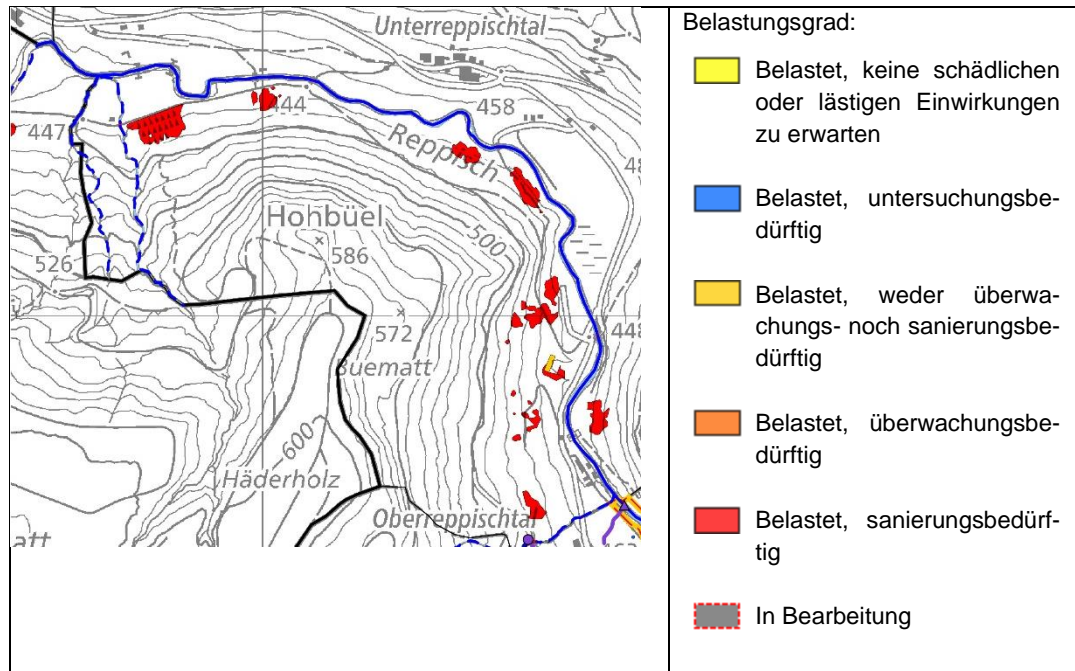 Unterreppischtal
444
458
447
Reppisch
Hohbüel
500
526
586
572
448
Buematt
600
Häderholz
Oberreppischtal
att
Belastungsgrad:
Belastet, keine schädlichen
oder lästigen Einwirkungen
zu erwarten
Belastet, untersuchungsbe-
dürftig
Belastet, weder überwa-
chungs- noch sanierungsbe-
dürftig
Belastet, überwachungsbe-
dürftig
Belastet, sanierungsbedürf-
tig
In Bearbeitung